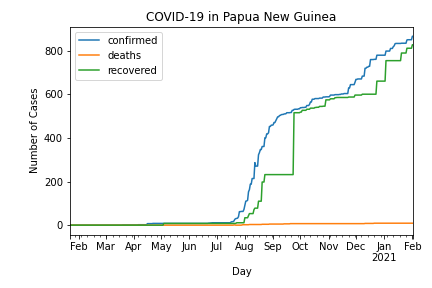 COVID-19 in Papua New Guinea
confirmed
deaths
recovered
800
600
400
200
0
Number of Cases
Feb Mar Apr May Jun Jul Aug Sep Oct Nov Dec Jan Feb
2021
Day